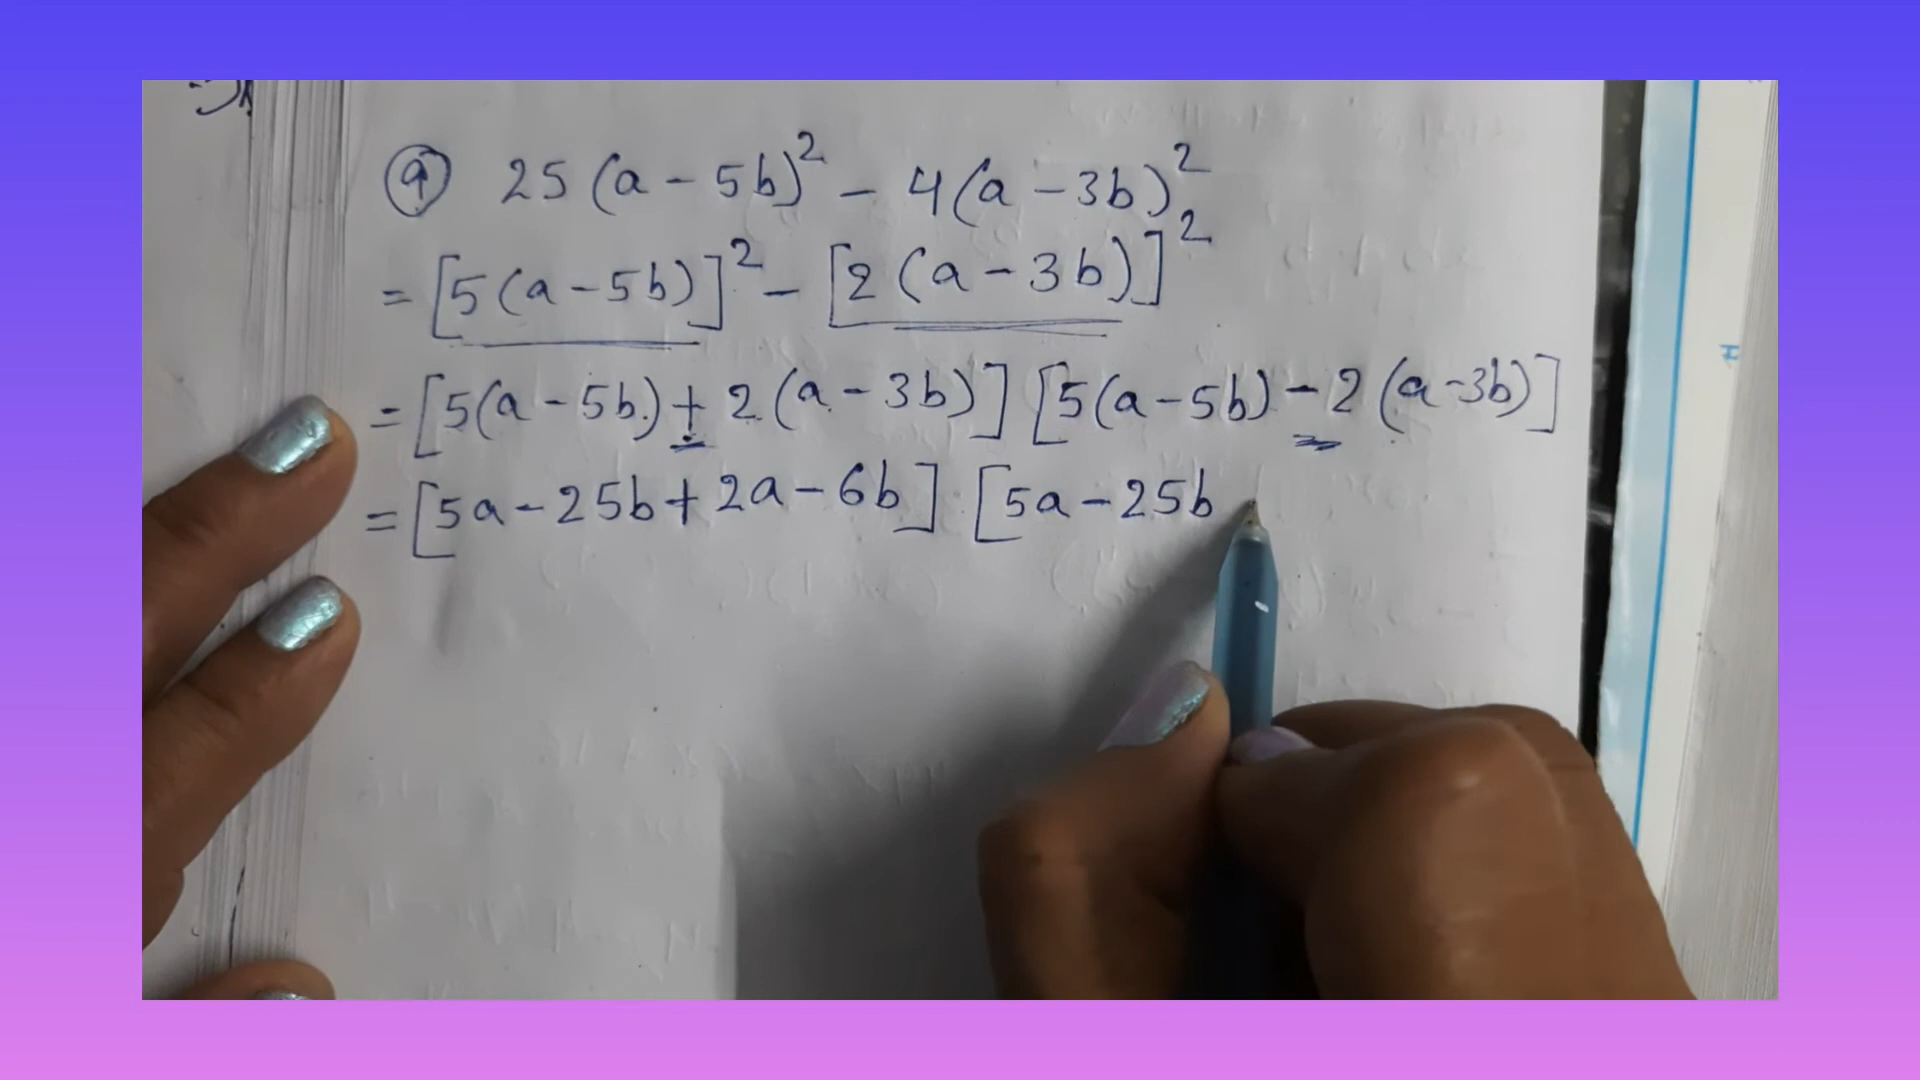 (9) 25(a-5b)² - 4(a-3b)²
= [5(a-5b)]² - [2(a-3b)]²
= [5(a-5b)+2(a-3b)] [5(a-5b)-2(a-3b)]
= [5a-25b+2a-6b] [5a-25b